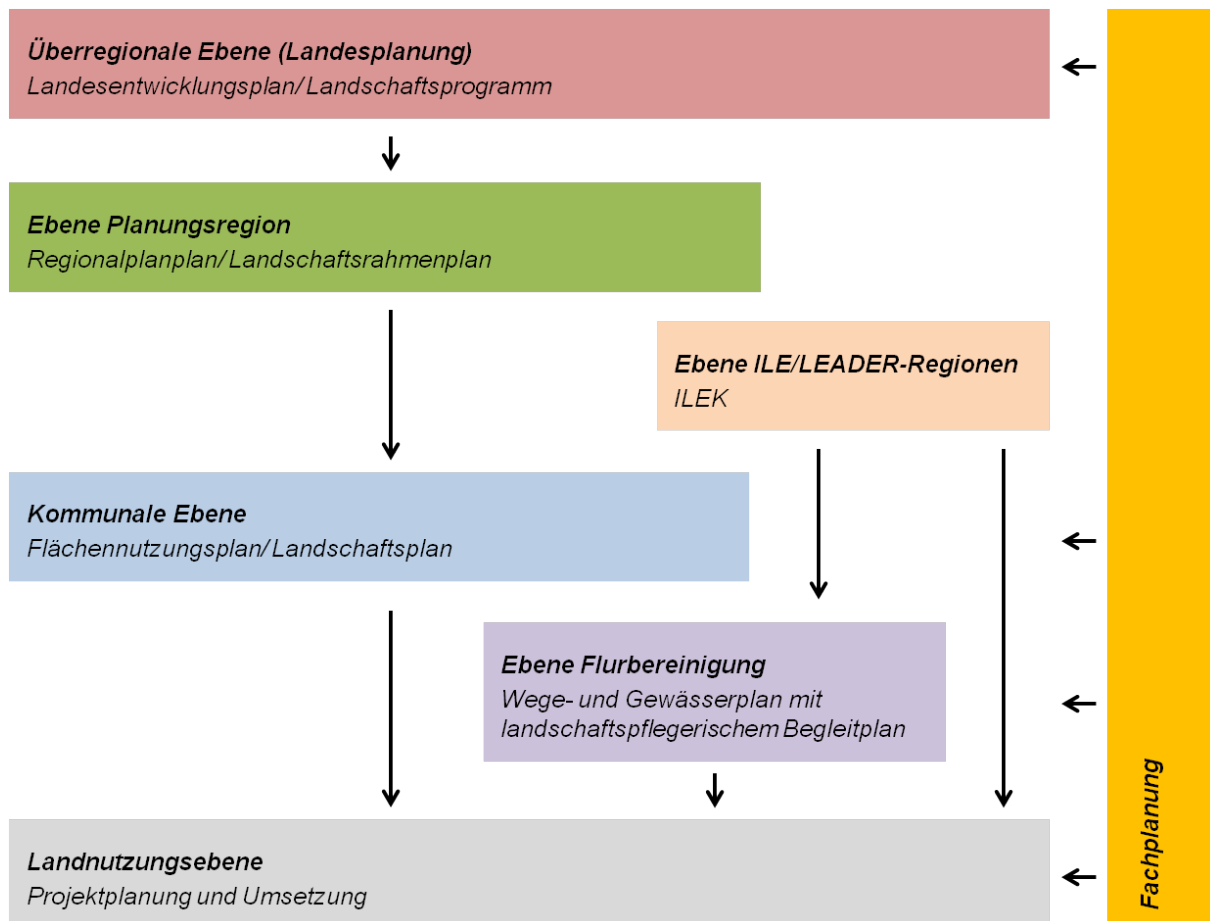 Überregionale Ebene (Landesplanung)
Landesentwicklungsplan/ Landschaftsprogramm
Ebene Planungsregion
Regionalplanplan/ Landschaftsrahmenplan
Ebene ILE/LEADER-Regionen
ILEK
Kommunale Ebene
Flächennutzungsplan/ Landschaftsplan
Ebene Flurbereinigung
Wege- und Gewässerplan mit
landschaftspflegerischem Begleitplan
Landnutzungsebene
Projektplanung und Umsetzung
Fachplanung